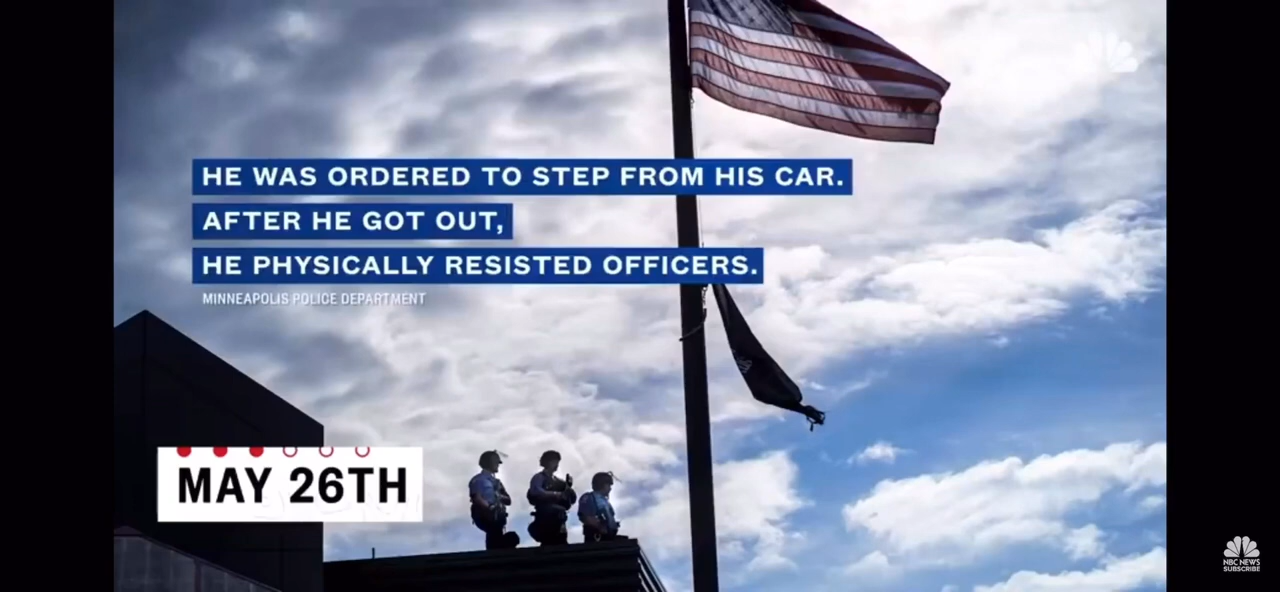 HE WAS ORDERED TO STEP FROM HIS CAR.
AFTER HE GOT OUT,
HE PHYSICALLY RESISTED OFFICERS.
MINNEAPOLIS POLICE DEPARTMENT
MAY 26TH
NBC NEWS
SUBSCRIBE